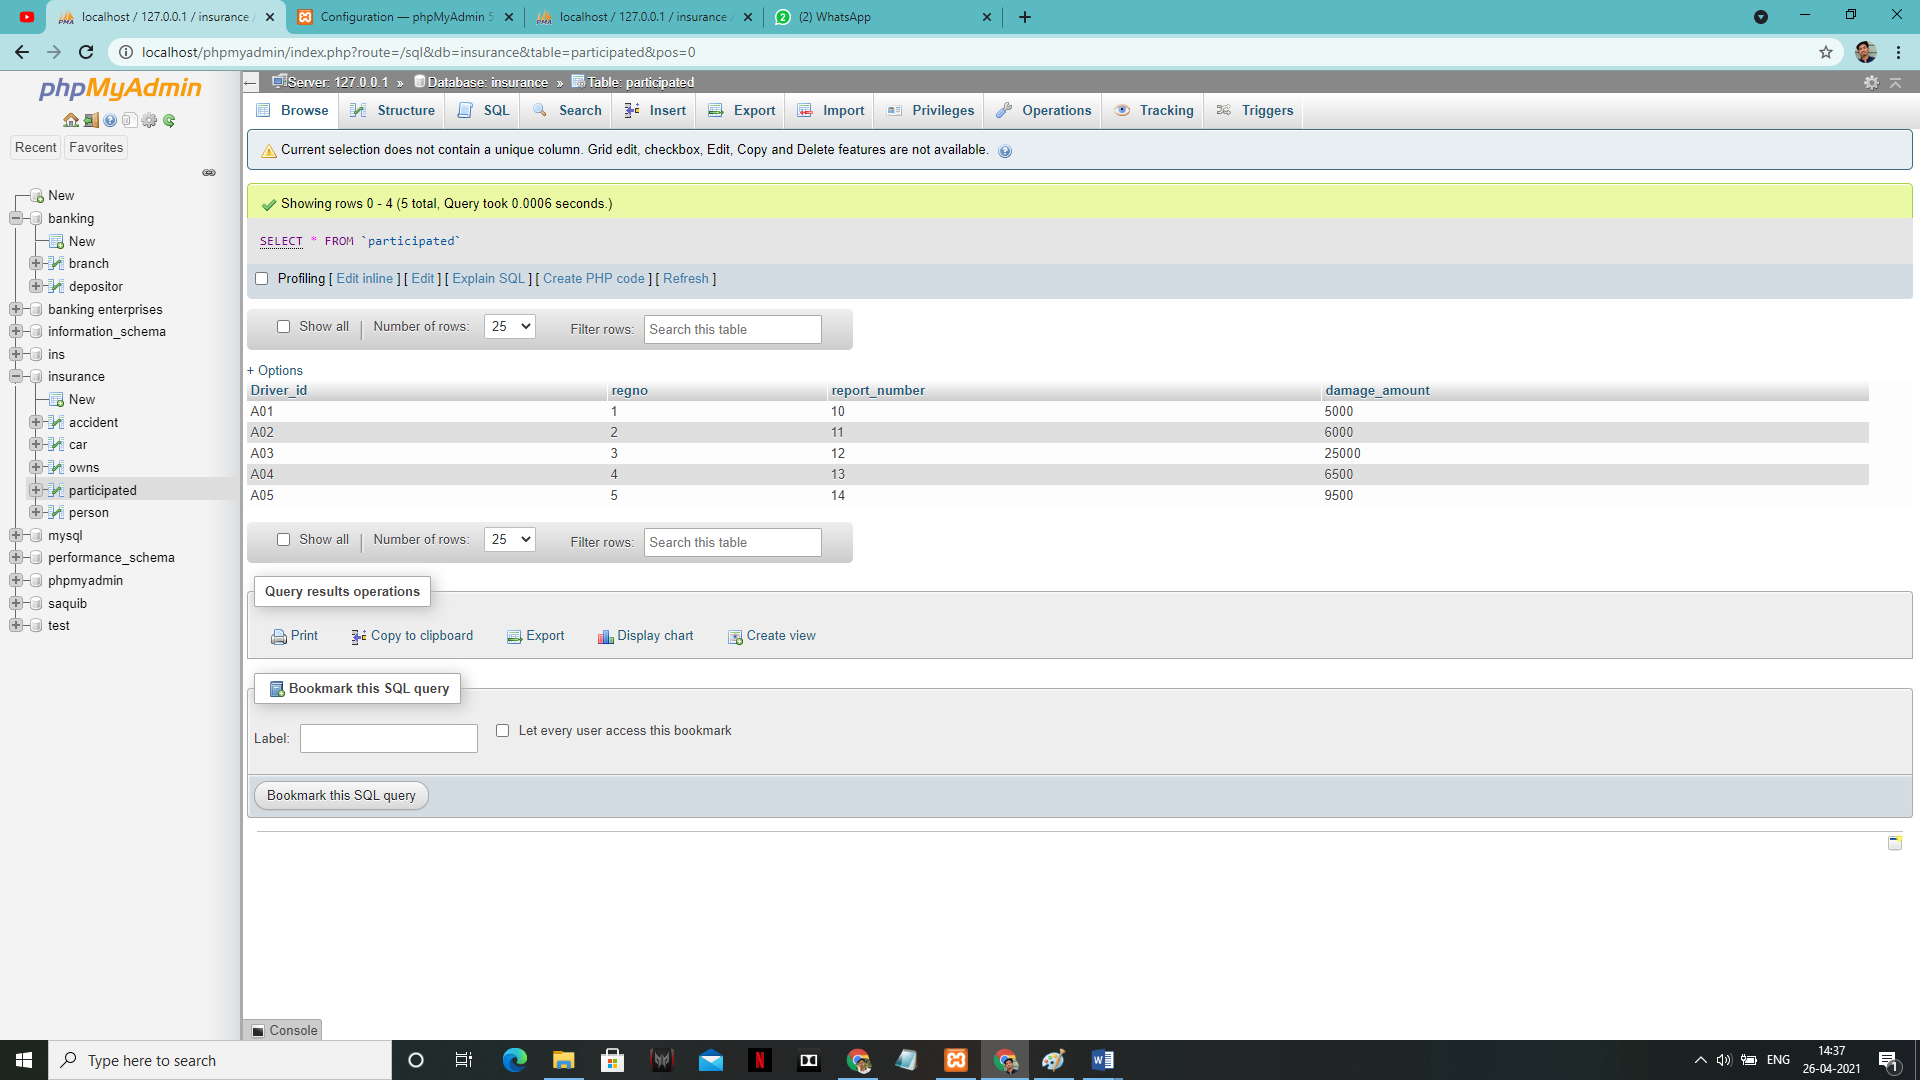 localhost / 127.0.0.1 / insurance
Configuration — phpMyAdmin 5
localhost / 127.0.0.1 / insurance
(2) WhatsApp
localhost/phpmyadmin/index.php?route=/sql&db=insurance&table=participated&pos=0
phpMyAdmin
Recent
Favorites
New
banking
New
branch
depositor
banking enterprises
information_schema
ins
insurance
New
accident
car
owns
participated
person
mysql
performance_schema
phpmyadmin
saquib
test
Server: 127.0.0.1 » Database: insurance » Table: participated
Browse Structure SQL Search Insert Export Import Privileges Operations Tracking Triggers
Current selection does not contain a unique column. Grid edit, checkbox, Edit, Copy and Delete features are not available.
Showing rows 0 - 4 (5 total, Query took 0.0006 seconds.)
SELECT * FROM `participated`
Profiling [ Edit inline ] [ Edit ] [ Explain SQL ] [ Create PHP code ] [ Refresh ]
Show all | Number of rows: 25 Filter rows: Search this table
+ Options
Driver_id regno report_number damage_amount
A01 1 10 5000
A02 2 11 6000
A03 3 12 25000
A04 4 13 6500
A05 5 14 9500
Show all | Number of rows: 25 Filter rows: Search this table
Query results operations
Print Copy to clipboard Export Display chart Create view
Bookmark this SQL query
Label: Let every user access this bookmark
Bookmark this SQL query
Console
Type here to search
ENG
14:37
26-04-2021
1